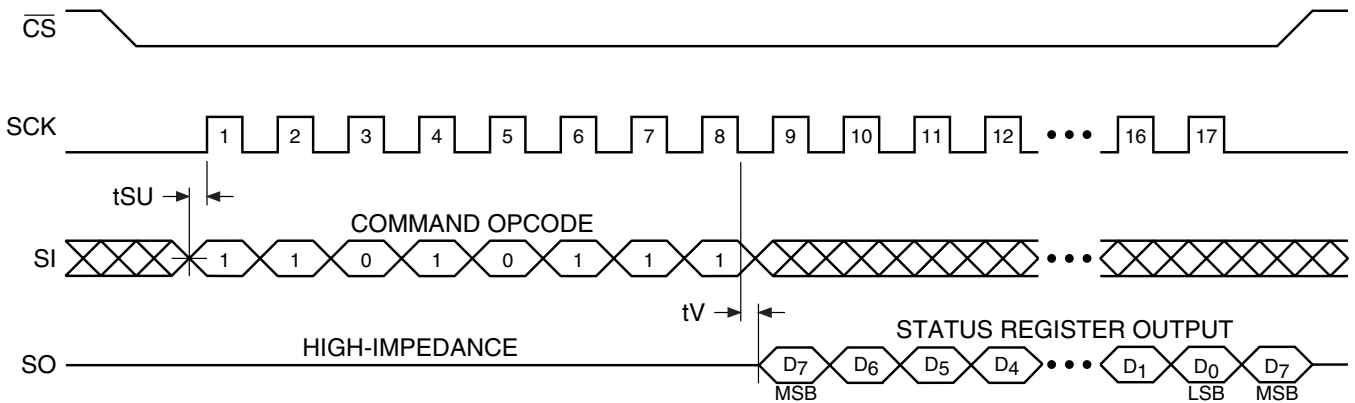 CS
SCK 1 2 3 4 5 6 7 8 9 10 11 12 ••• 16 17
tSU
COMMAND OPCODE
SI 1 1 0 1 0 1 1 1 •••
tV
HIGH-IMPEDANCE
STATUS REGISTER OUTPUT
SO D7 D6 D5 D4 ••• D1 D0 D7
MSB LSB MSB